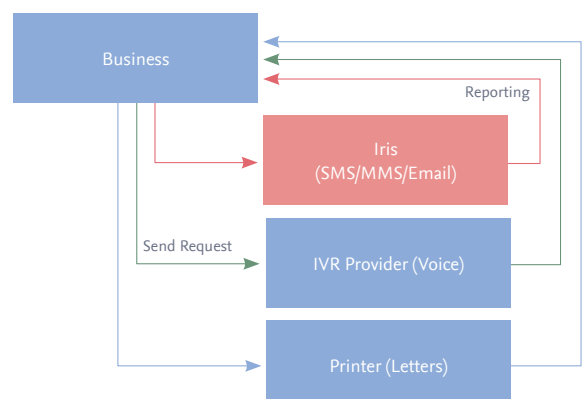 Business
Reporting
Iris
(SMS/MMS/Email)
Send Request
IVR Provider (Voice)
Printer (Letters)